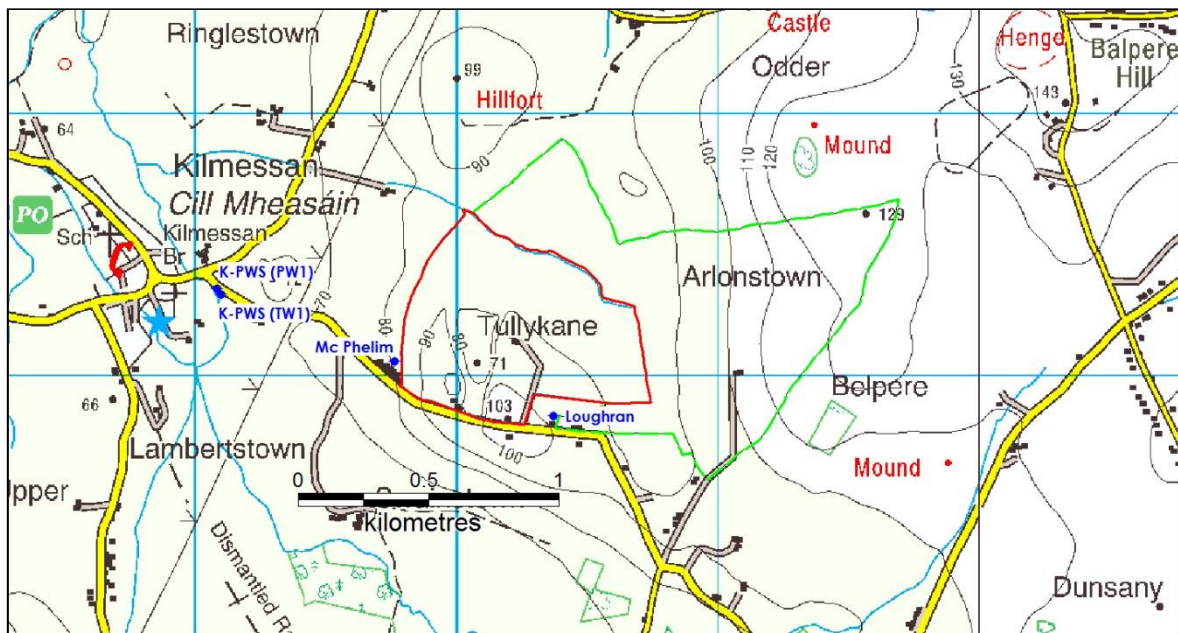 Ringlestown
99
Hillfort
90
Castle
Odder
130
Henge
Balpere
Hill
143
64
Kilmessan
Cill Mheasáin
PO
Sch
Kilmessan
Br
100
110
120
Mound
129
K-PWS (PW1)
K-PWS (TW1)
70
Arlonstown
Tullykane
Mc Phelim
80
90
80
71
66
103
Loughran
Belpere
Lambertstown
100
Mound
Upper
0 0.5 1
kilometres
Dismantled
Dunsany